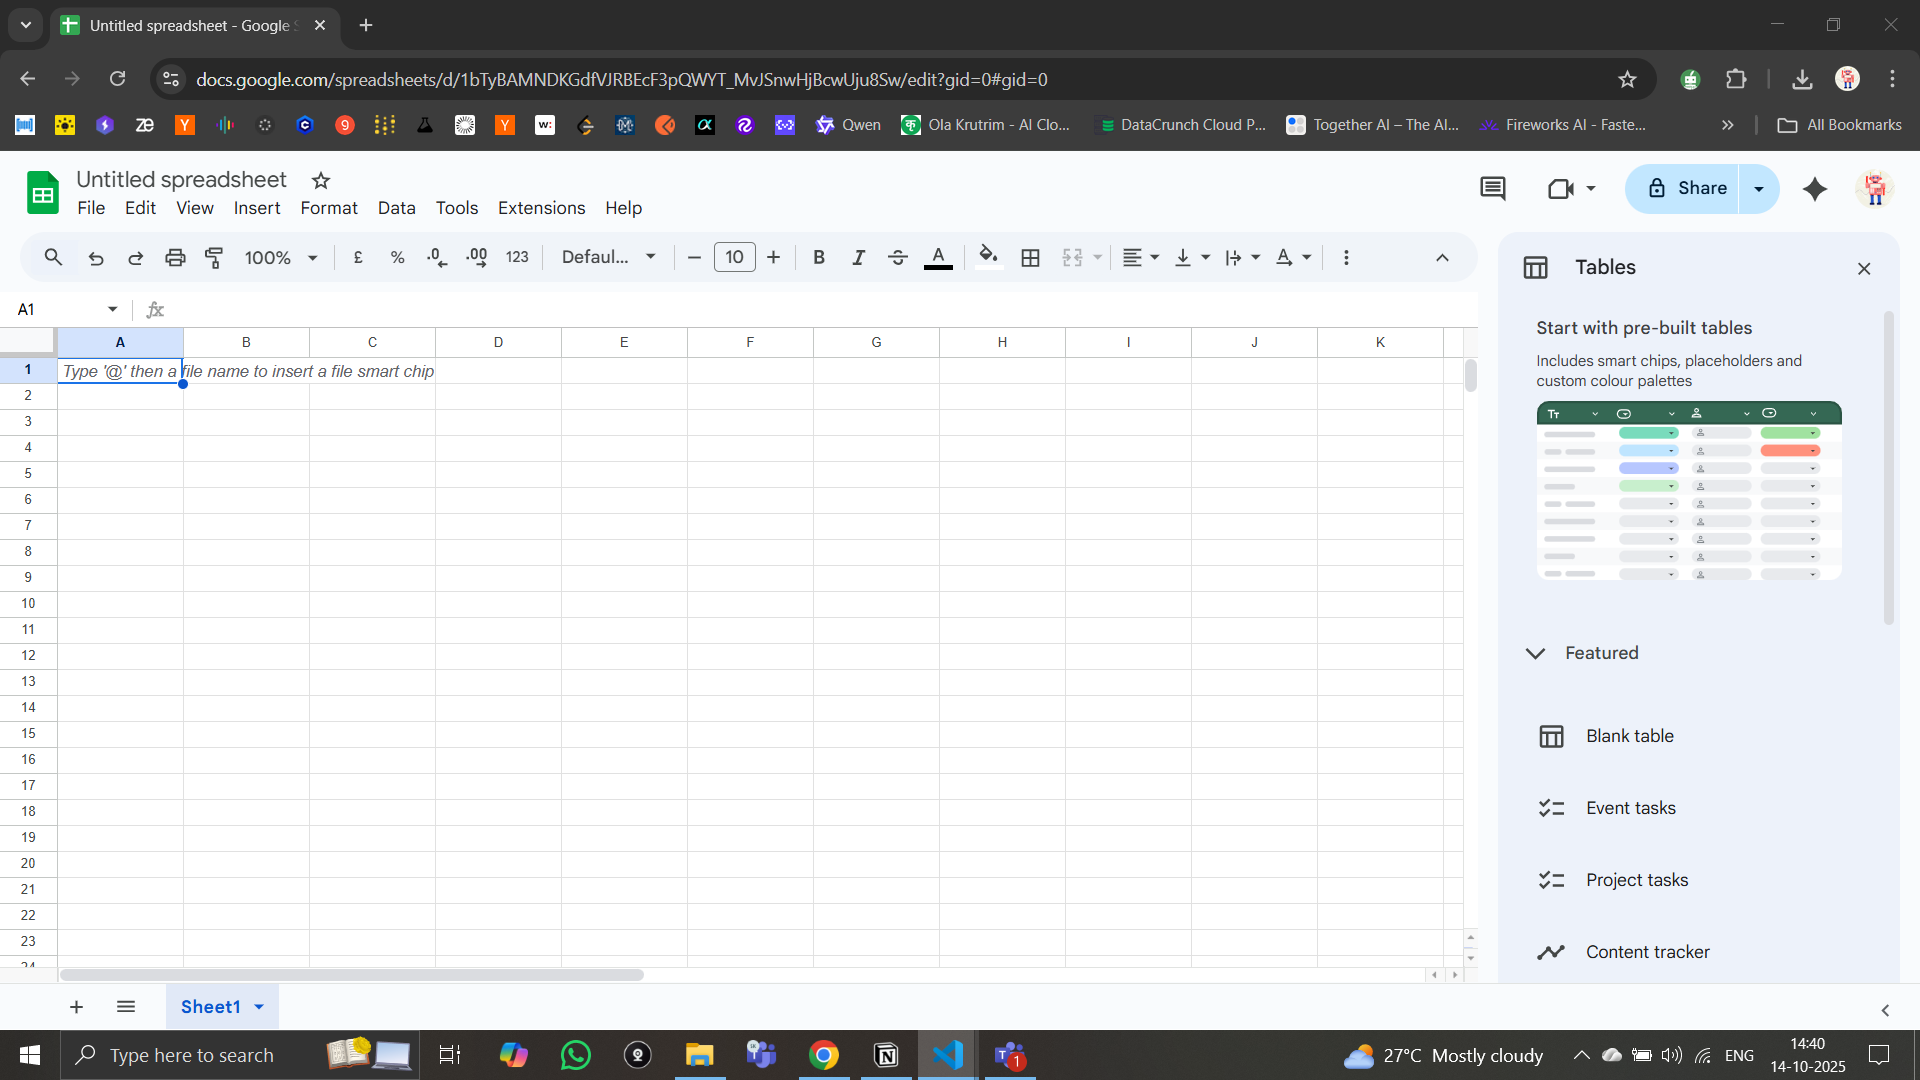 Untitled spreadsheet - Google S
docs.google.com/spreadsheets/d/1bTyBAMNDKGdfVJRBEcF3pQWYT_MvJSnwHjBcwUju8Sw/edit?gid=0#gid=0
Qwen
Ola Krutrim - AI Clo...
DataCrunch Cloud P...
Together AI – The AI...
Fireworks AI - Faste...
All Bookmarks
Untitled spreadsheet
File Edit View Insert Format Data Tools Extensions Help
Share
100% £ % .0 .00 123 Defaul... 10 B I A
A1 fx
A B C D E F G H I J K
1 Type '@' then a file name to insert a file smart chip
2
3
4
5
6
7
8
9
10
11
12
13
14
15
16
17
18
19
20
21
22
23
24
Tables
Start with pre-built tables
Includes smart chips, placeholders and
custom colour palettes
Featured
Blank table
Event tasks
Project tasks
Content tracker
Sheet1
Type here to search
27°C Mostly cloudy
ENG
14:40
14-10-2025